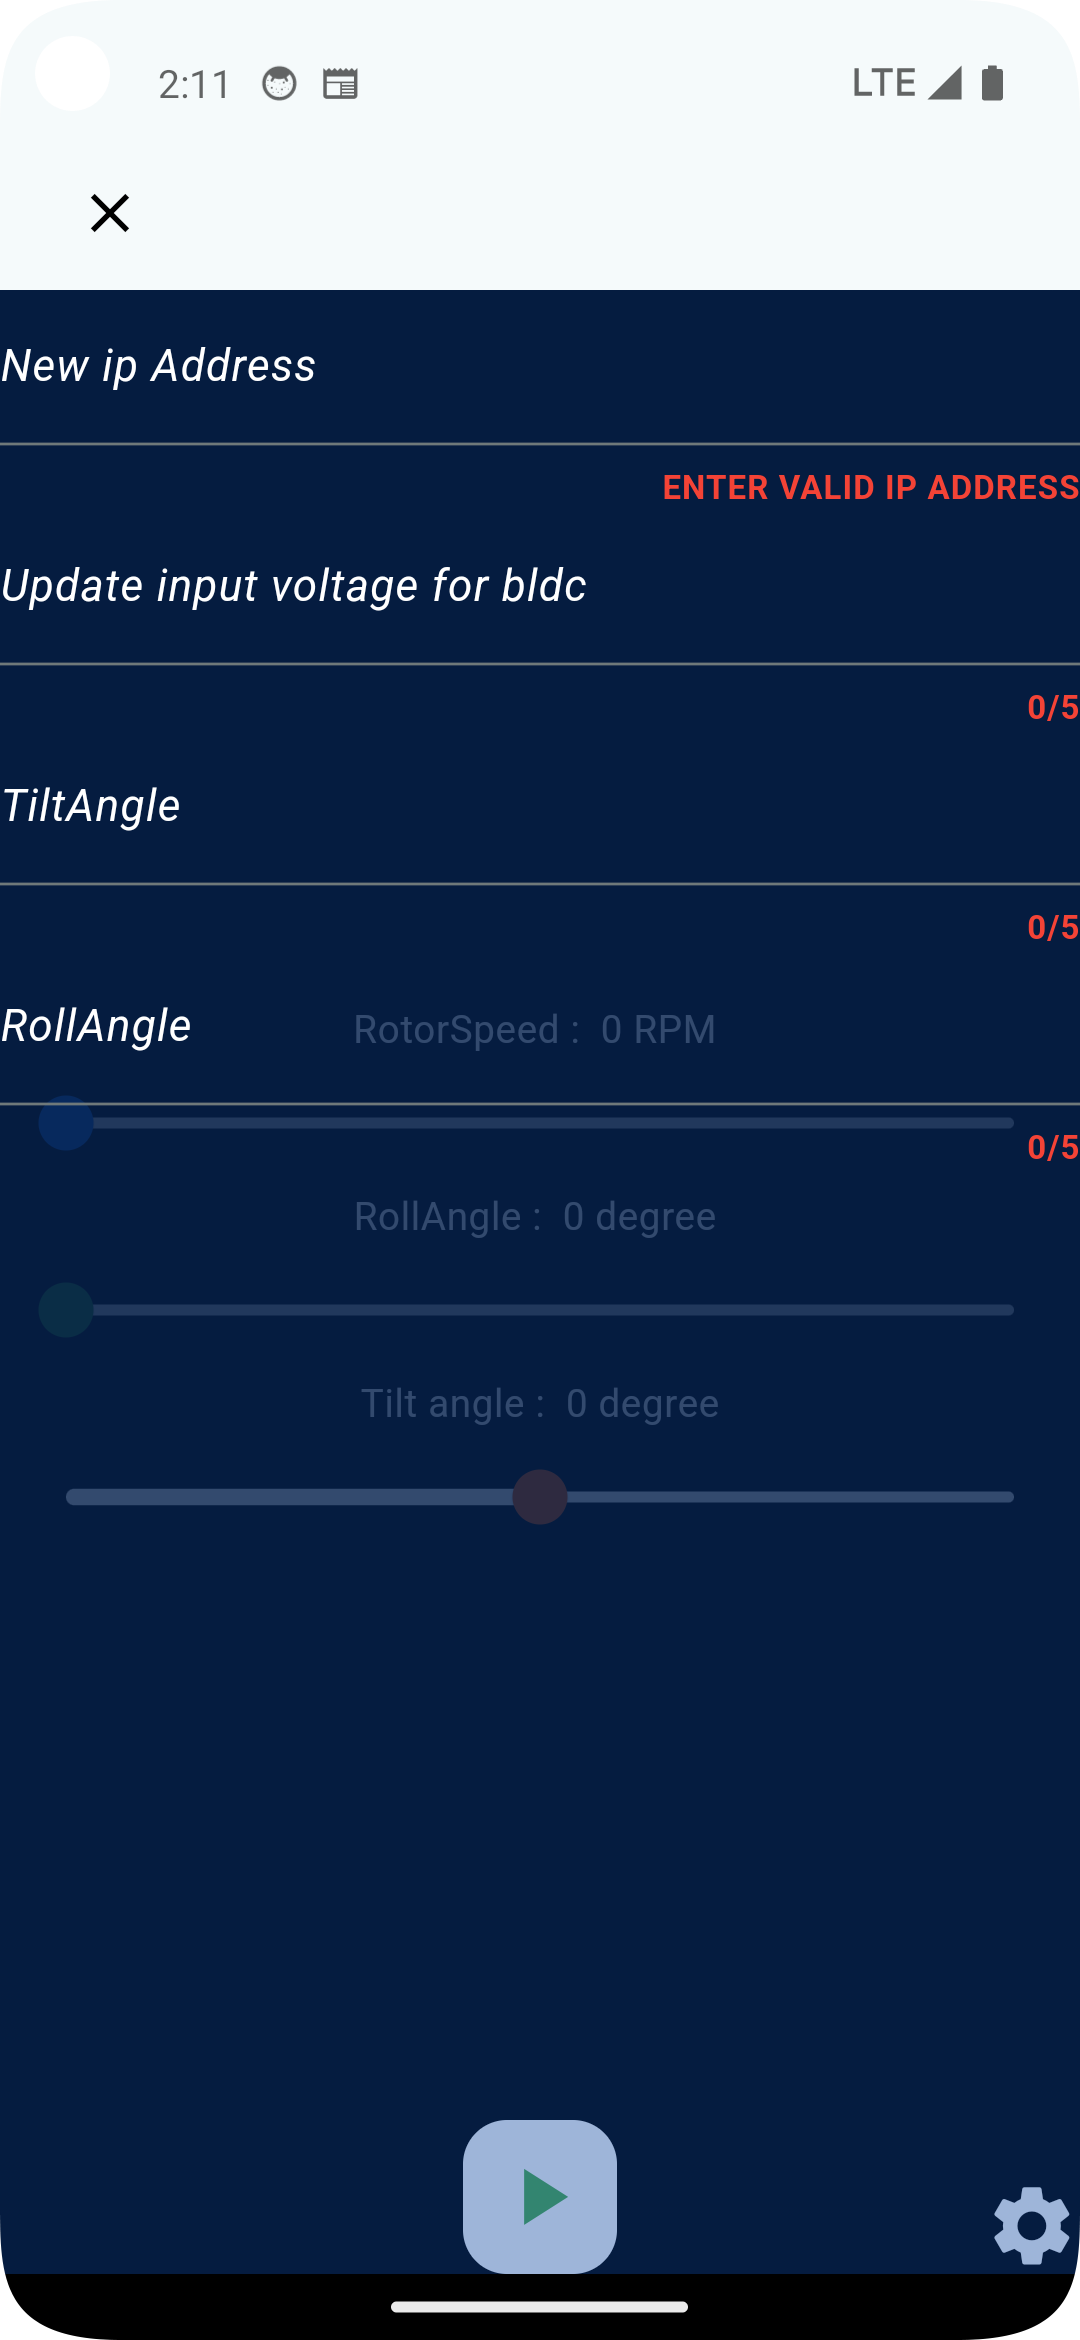 2:11
LTE
New ip Address
ENTER VALID IP ADDRESS
Update input voltage for bldc
0/5
TiltAngle
0/5
RollAngle
RotorSpeed :  0 RPM
0/5
RollAngle :  0 degree
Tilt angle :  0 degree